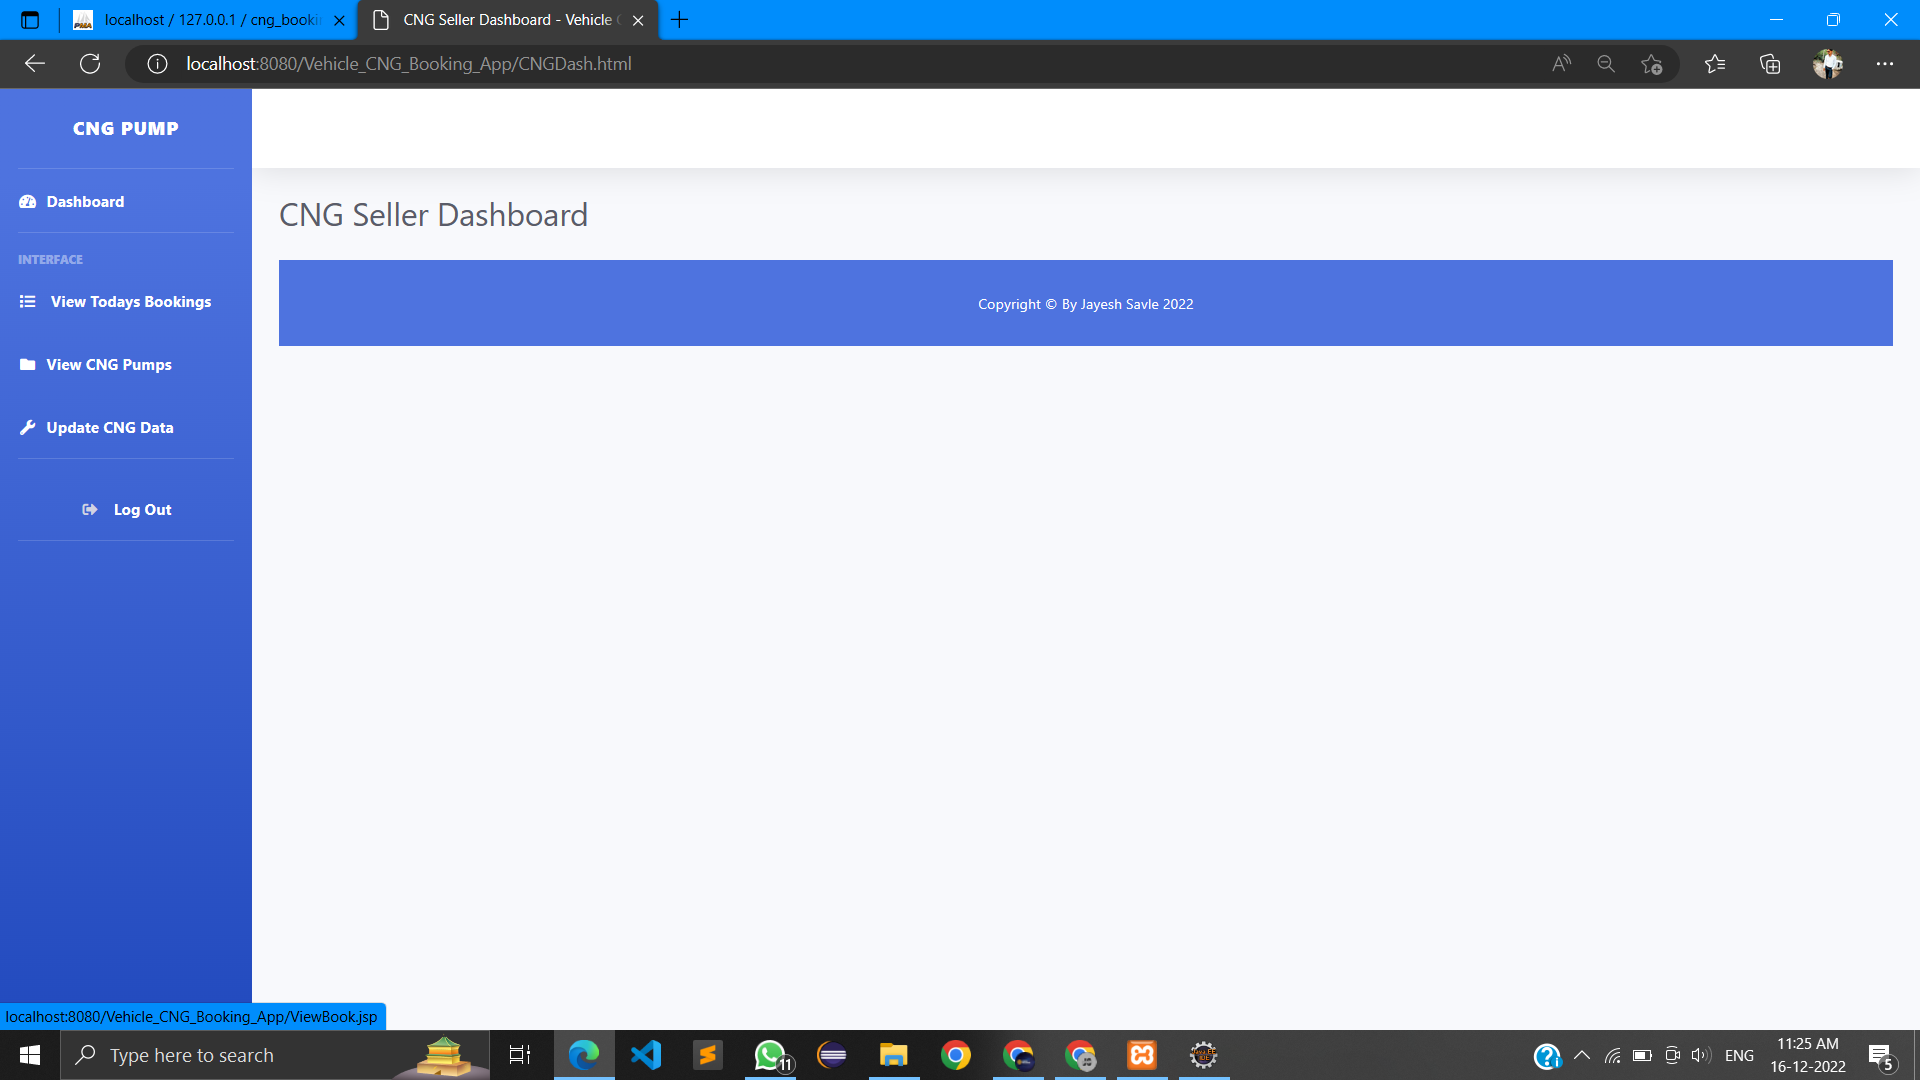 localhost / 127.0.0.1 / cng_bookin
CNG Seller Dashboard - Vehicle
localhost:8080/Vehicle_CNG_Booking_App/CNGDash.html
CNG PUMP
Dashboard
INTERFACE
View Todays Bookings
View CNG Pumps
Update CNG Data
Log Out
CNG Seller Dashboard
Copyright © By Jayesh Savle 2022
localhost:8080/Vehicle_CNG_Booking_App/ViewBook.jsp
Type here to search
11
ENG
11:25 AM
16-12-2022
5